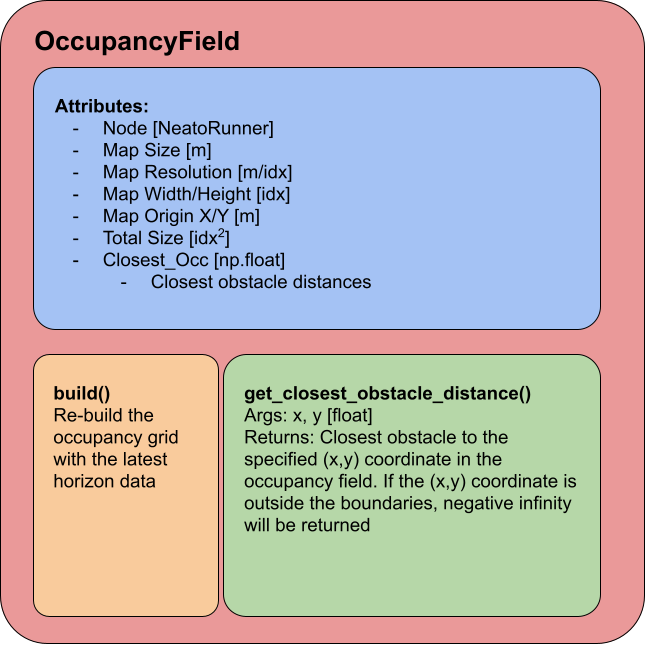 OccupancyField
Attributes:
- Node [NeatoRunner]
- Map Size [m]
- Map Resolution [m/idx]
- Map Width/Height [idx]
- Map Origin X/Y [m]
- Total Size [idx²]
- Closest_Occ [np.float]
- Closest obstacle distances
build()
Re-build the
occupancy grid
with the latest
horizon data
get_closest_obstacle_distance()
Args: x, y [float]
Returns: Closest obstacle to the
specified (x,y) coordinate in the
occupancy field. If the (x,y) coordinate is
outside the boundaries, negative infinity
will be returned